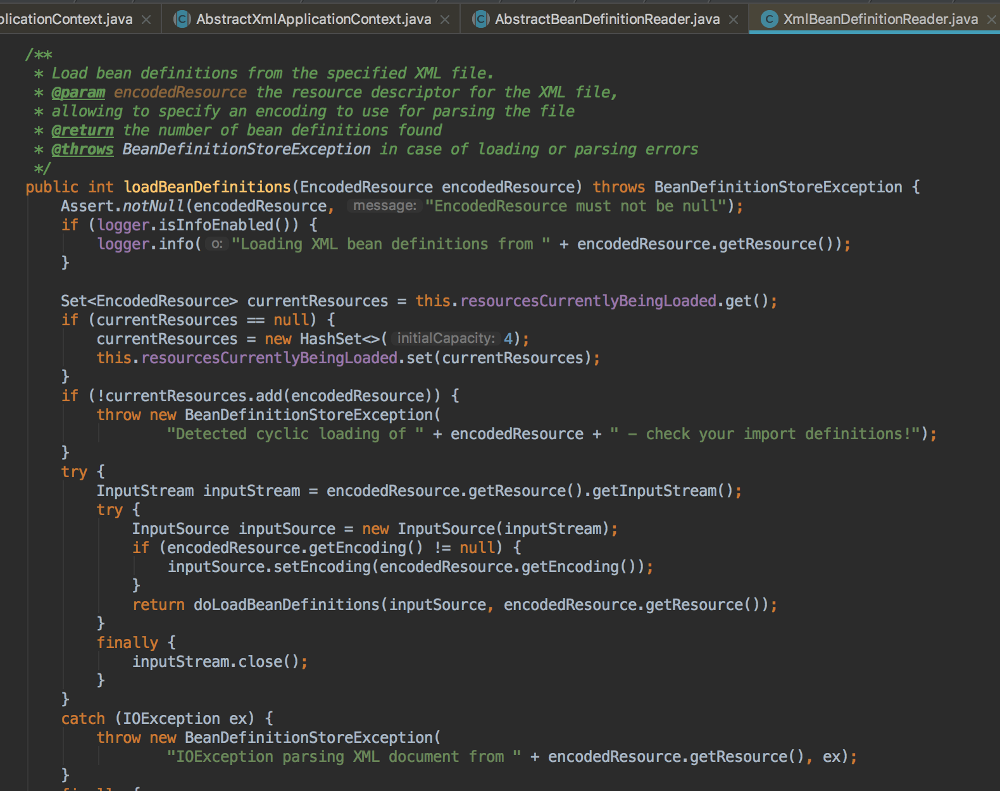 plicationContext.java
AbstractXmlApplicationContext.java
AbstractBeanDefinitionReader.java
XmlBeanDefinitionReader.java
/**
 * Load bean definitions from the specified XML file.
 * @param encodedResource the resource descriptor for the XML file,
 * allowing to specify an encoding to use for parsing the file
 * @return the number of bean definitions found
 * @throws BeanDefinitionStoreException in case of loading or parsing errors
 */
public int loadBeanDefinitions(EncodedResource encodedResource) throws BeanDefinitionStoreException {
    Assert.notNull(encodedResource, message: "EncodedResource must not be null");
    if (logger.isInfoEnabled()) {
        logger.info( o: "Loading XML bean definitions from " + encodedResource.getResource());
    }

    Set<EncodedResource> currentResources = this.resourcesCurrentlyBeingLoaded.get();
    if (currentResources == null) {
        currentResources = new HashSet<>( initialCapacity: 4);
        this.resourcesCurrentlyBeingLoaded.set(currentResources);
    }
    if (!currentResources.add(encodedResource)) {
        throw new BeanDefinitionStoreException(
                "Detected cyclic loading of " + encodedResource + " - check your import definitions!");
    }
    try {
        InputStream inputStream = encodedResource.getResource().getInputStream();
        try {
            InputSource inputSource = new InputSource(inputStream);
            if (encodedResource.getEncoding() != null) {
                inputSource.setEncoding(encodedResource.getEncoding());
            }
            return doLoadBeanDefinitions(inputSource, encodedResource.getResource());
        }
        finally {
            inputStream.close();
        }
    }
    catch (IOException ex) {
        throw new BeanDefinitionStoreException(
                "IOException parsing XML document from " + encodedResource.getResource(), ex);
    }
    finally {